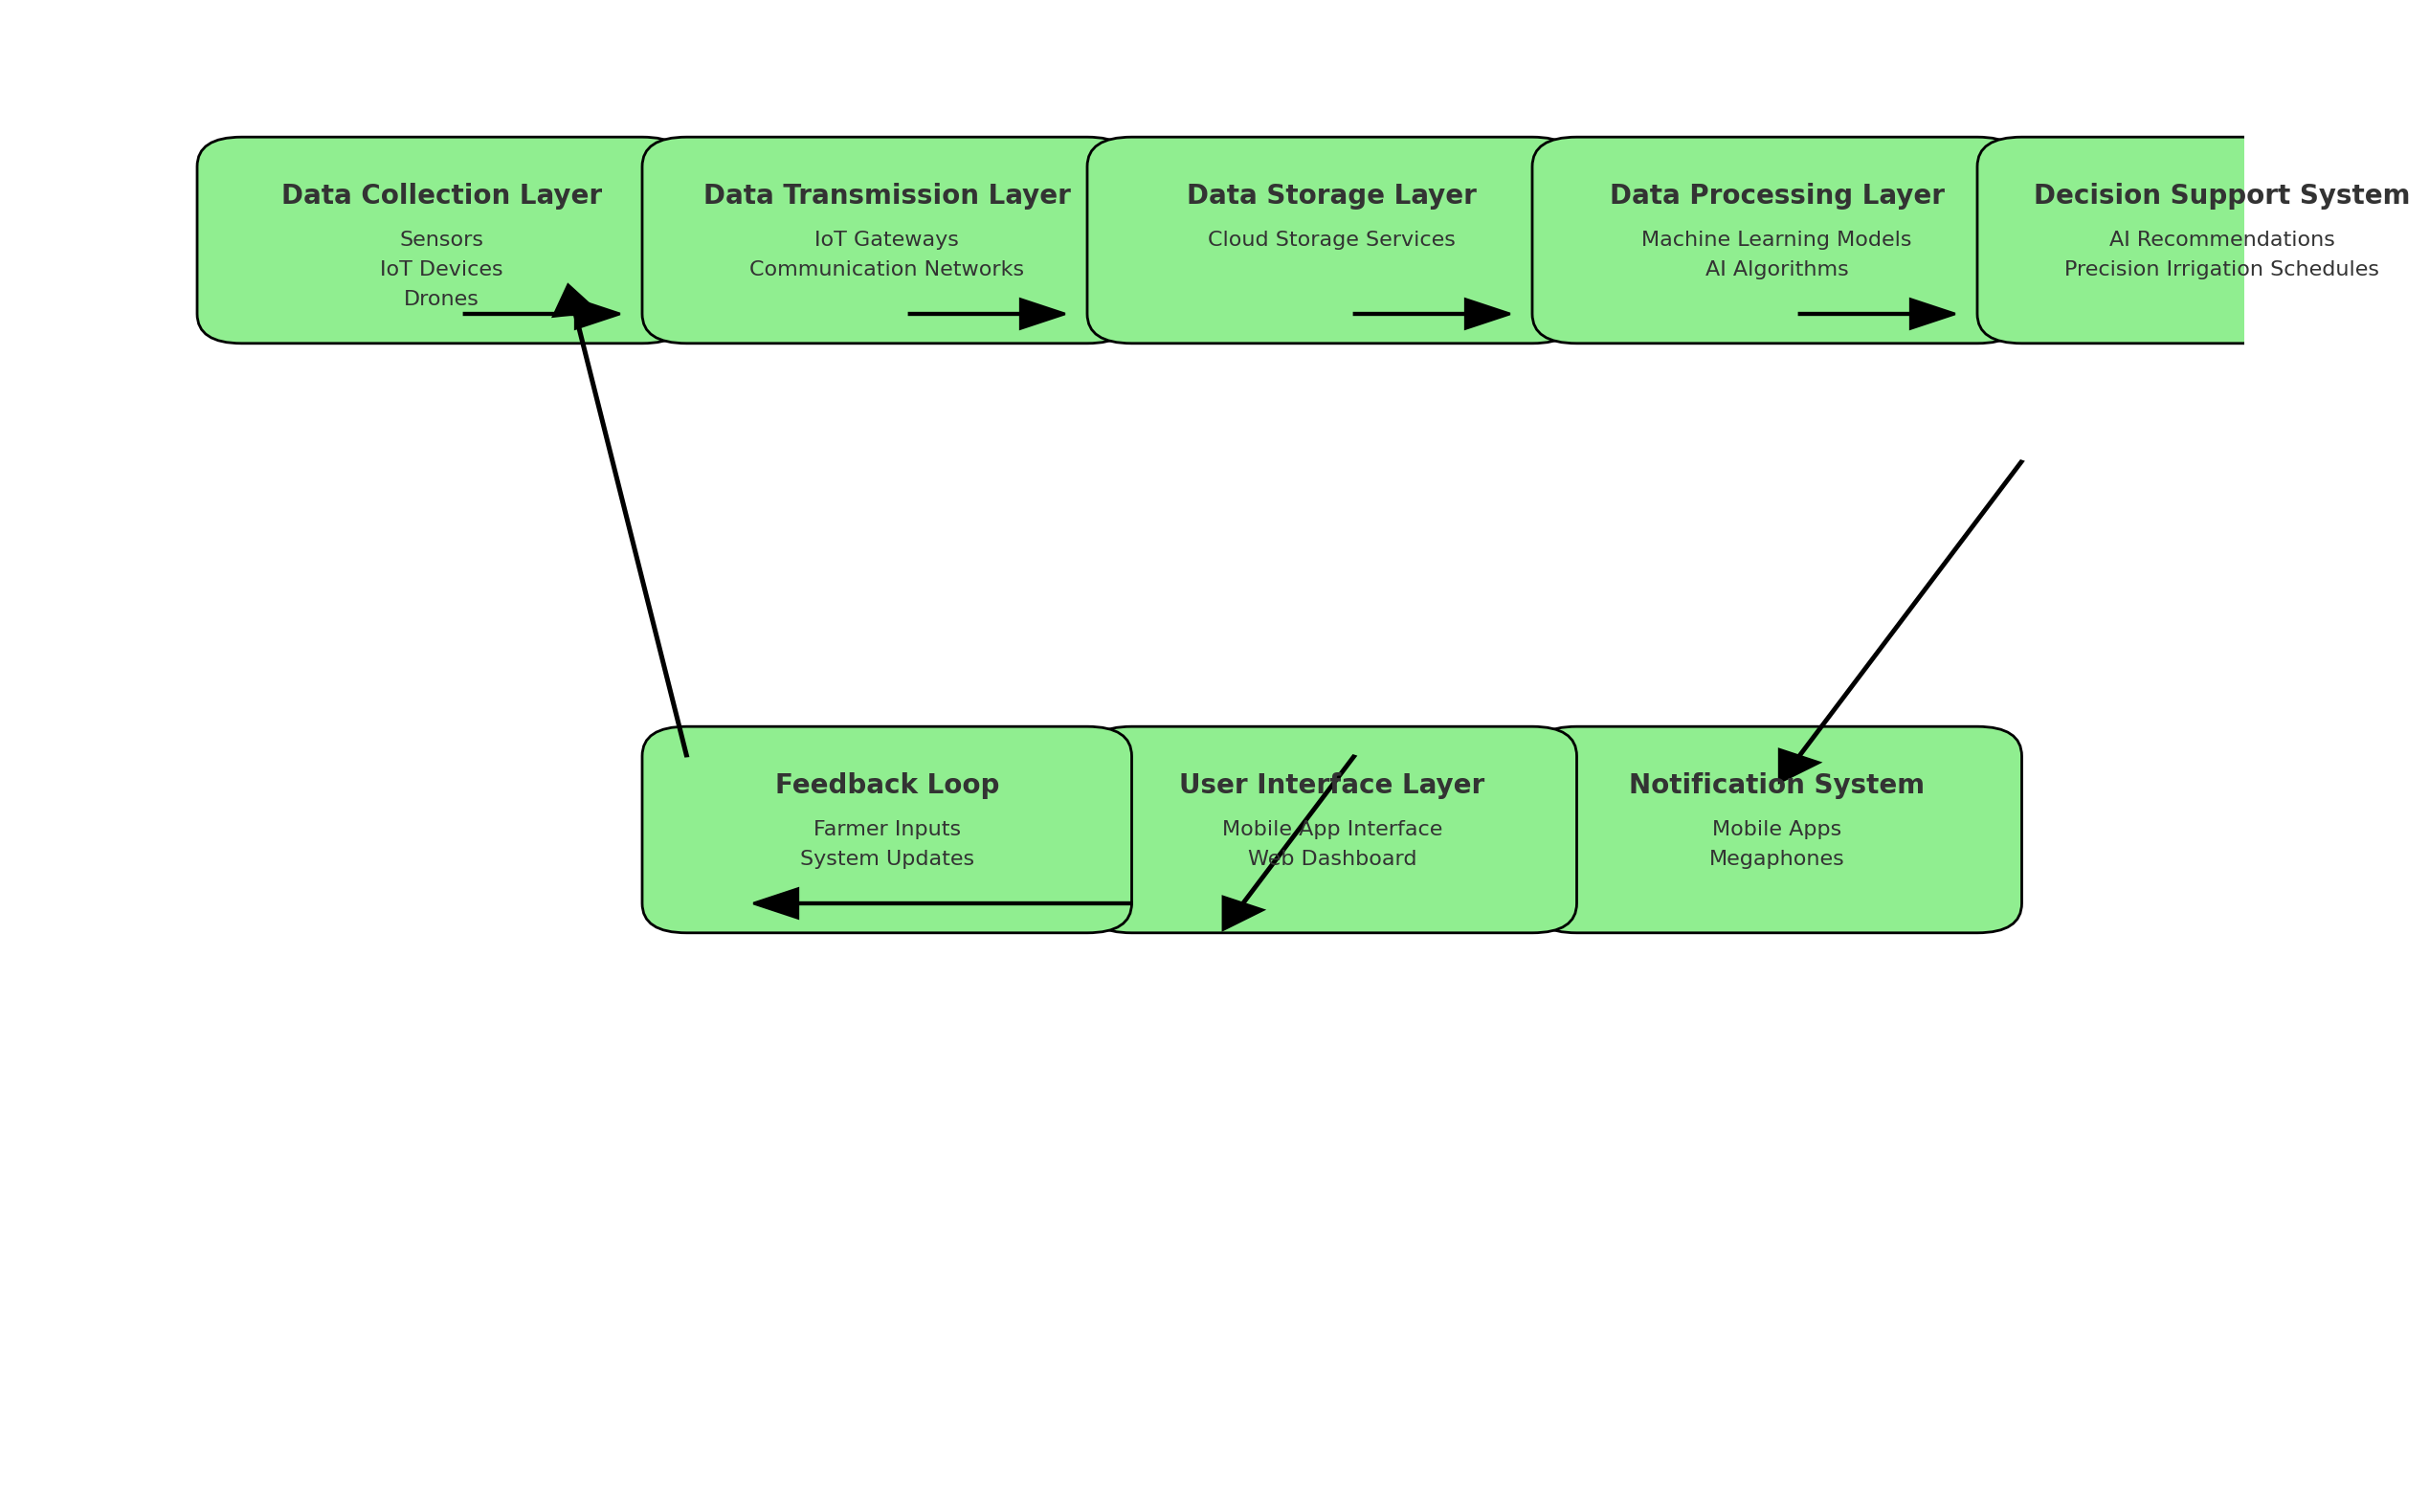 Data Collection Layer
Sensors
IoT Devices
Drones
Data Transmission Layer
IoT Gateways
Communication Networks
Data Storage Layer
Cloud Storage Services
Data Processing Layer
Machine Learning Models
AI Algorithms
Decision Support System
AI Recommendations
Precision Irrigation Schedules
Feedback Loop
Farmer Inputs
System Updates
User Interface Layer
Mobile App Interface
Web Dashboard
Notification System
Mobile Apps
Megaphones